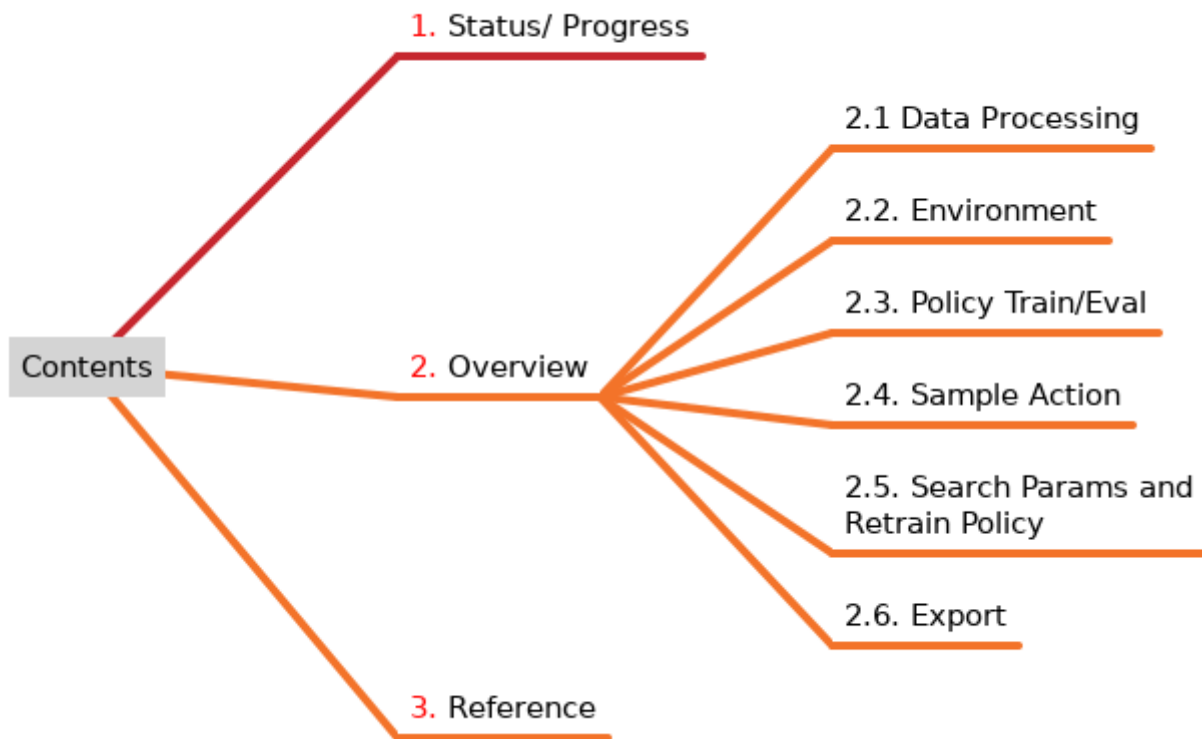 Contents
1. Status/ Progress
2. Overview
2.1 Data Processing
2.2. Environment
2.3. Policy Train/Eval
2.4. Sample Action
2.5. Search Params and
Retrain Policy
2.6. Export
3. Reference